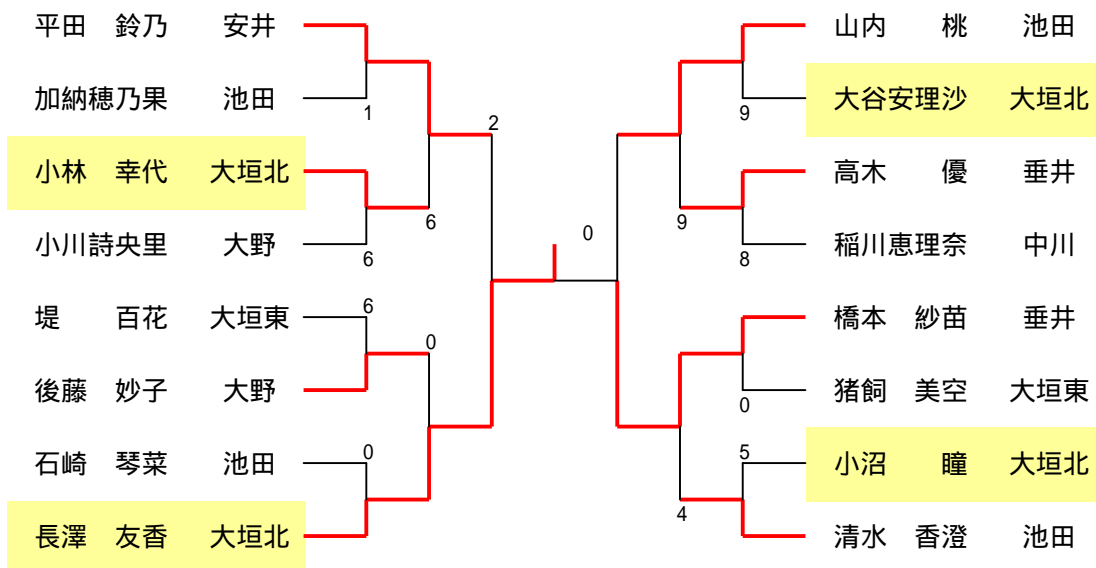 平田 鈴乃 安井
加納穂乃果 池田
1
小林 幸代 大垣北
小川詩央里 大野
6
6
2
堤 百花 大垣東
6
後藤 妙子 大野
0
石崎 琴菜 池田
0
長澤 友香 大垣北
0
山内 桃 池田
大谷安理沙 大垣北
9
高木 優 垂井
9
稲川恵理奈 中川
8
橋本 紗苗 垂井
猪飼 美空 大垣東
0
小沼 瞳 大垣北
5
清水 香澄 池田
4